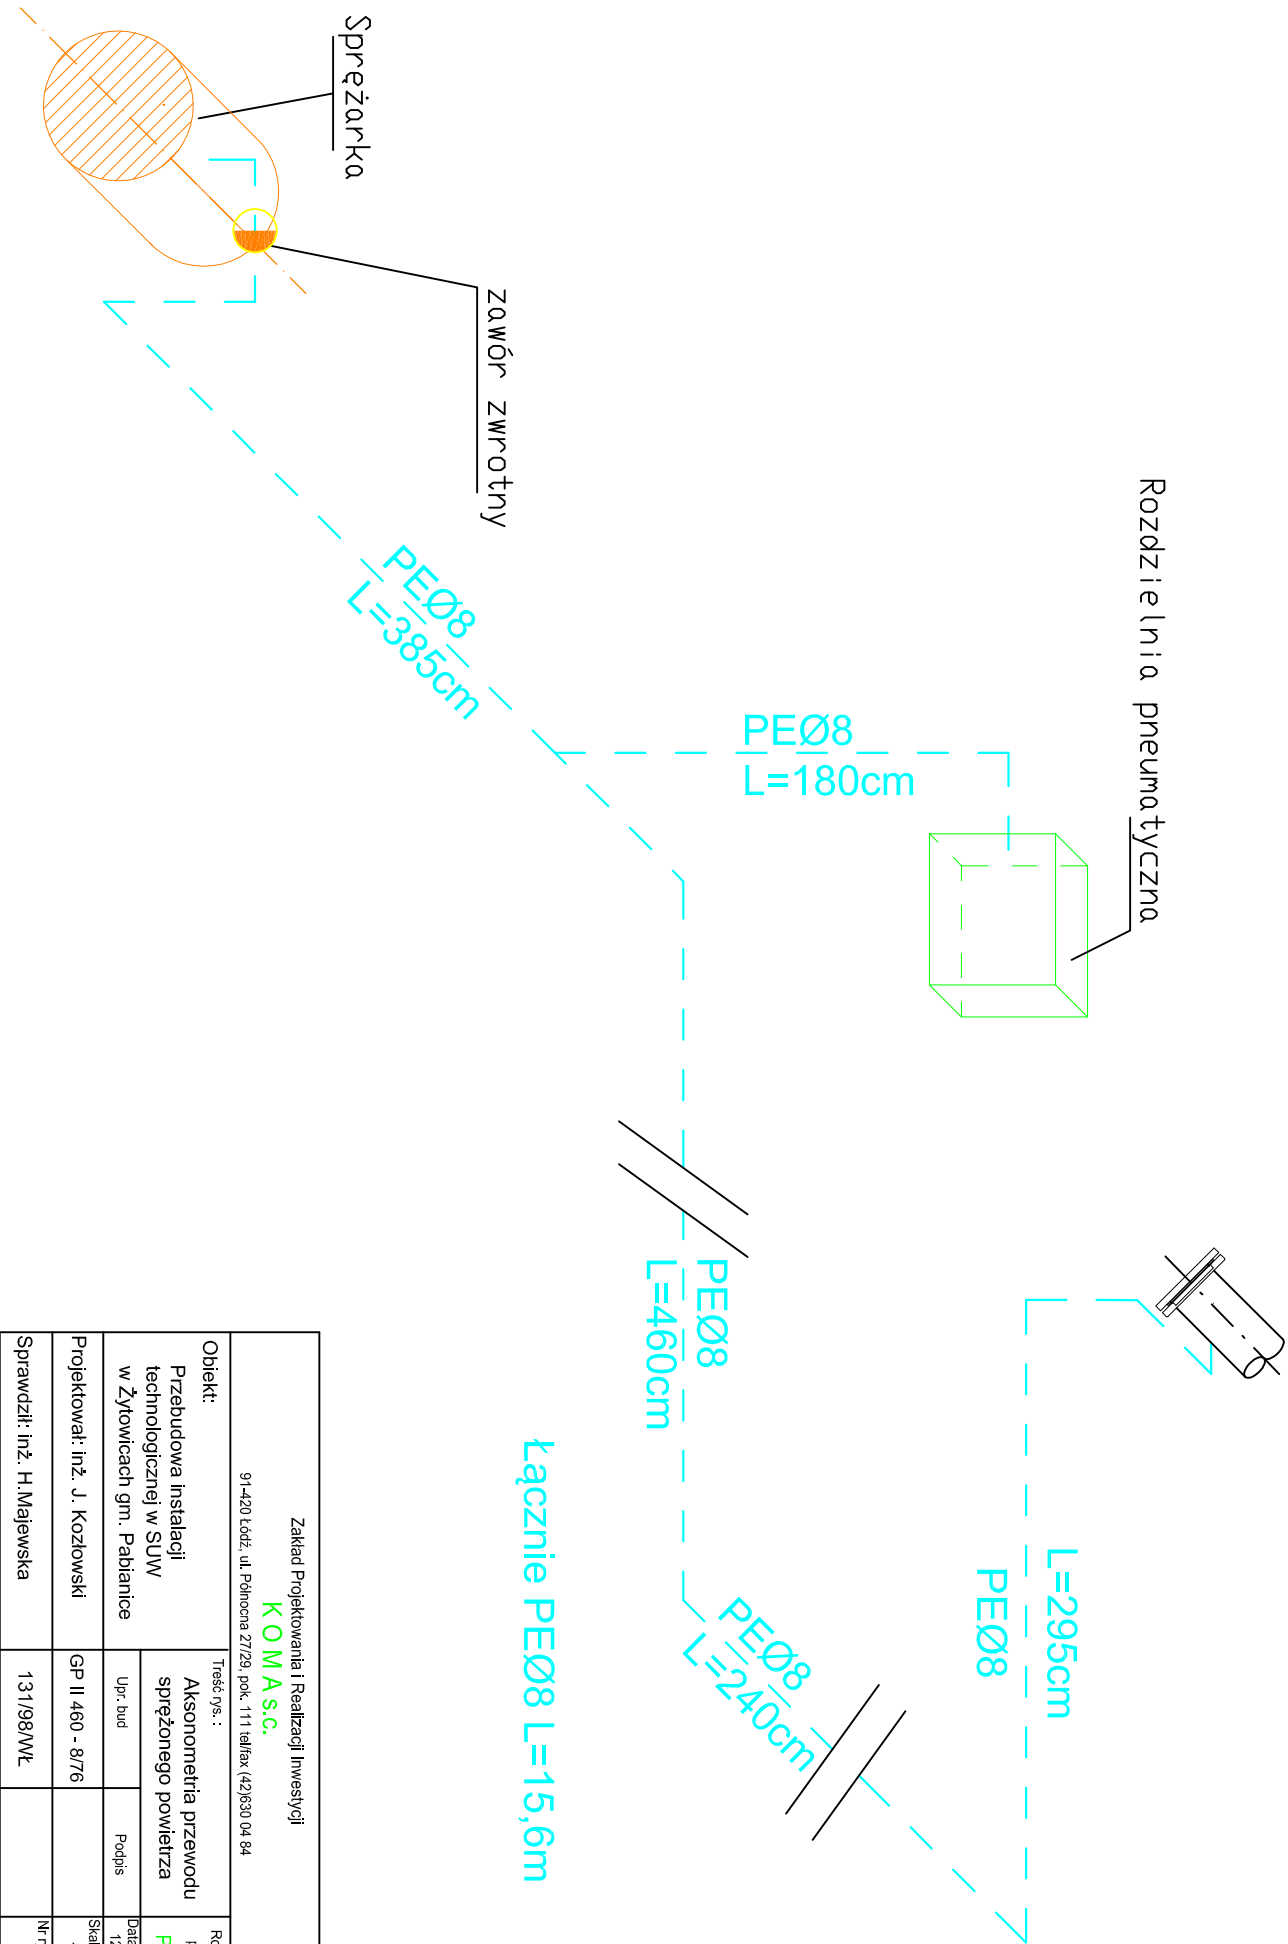 Sprężarka
zawór zwrotny
Rozdzielnia pneumatyczna
PEØ8
L=385cm
PEØ8
L=180cm
PEØ8
L=460cm
PEØ8
L=240cm
L=295cm
PEØ8
Łącznie PEØ8 L=15,6m
Zakład Projektowania i Realizacji Inwestycji
K O M A s.c.
91-420 Łódź, ul. Północna 27/29, pok. 111 tel/fax (42)630 04 84
Obiekt:
Przebudowa instalacji
technologicznej w SUW
w Żytowicach gm. Pabianice
Treść rys.:
Aksonometria przewodu
sprężonego powietrza
Upr. bud
Podpis
Data
Projektował: inż. J. Kozłowski
GP II 460 - 8/76
Sprawdził: inż. H.Majewska
131/98/WŁ
Nr r